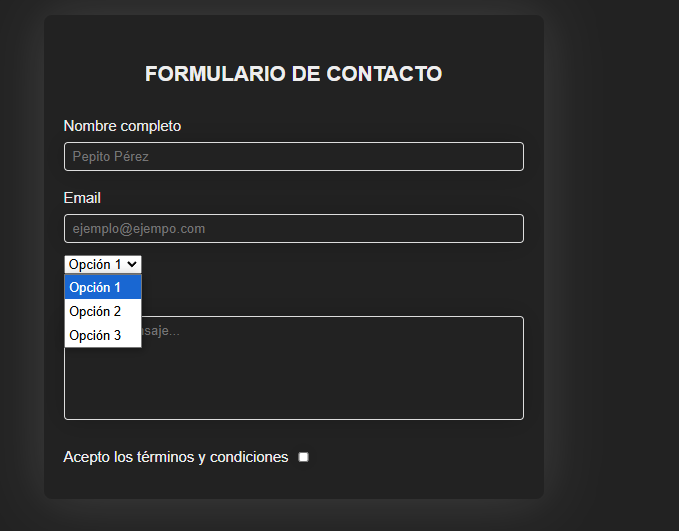 FORMULARIO DE CONTACTO
Nombre completo
Pepito Pérez
Email
ejemplo@ejempo.com
Opción 1
Opción 1
Opción 2
Opción 3
saje...
Acepto los términos y condiciones